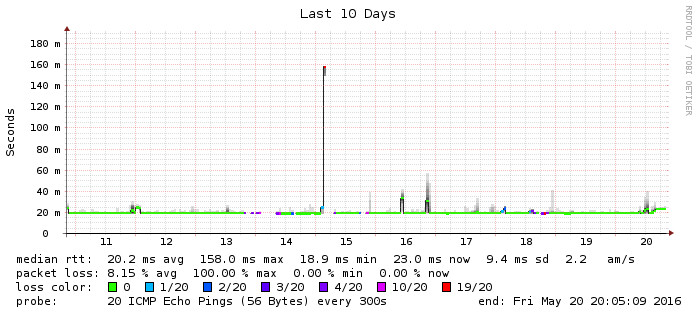 Last 10 Days
RRDTOOL / TOBI OETIKER
Seconds
180 m
160 m
140 m
120 m
100 m
80 m
60 m
40 m
20 m
0
11 12 13 14 15 16 17 18 19 20
median rtt: 20.2 ms avg 158.0 ms max 18.9 ms min 23.0 ms now 9.4 ms sd 2.2 am/s
packet loss: 8.15 % avg 100.00 % max 0.00 % min 0.00 % now
loss color: 0 1/20 2/20 3/20 4/20 10/20 19/20
probe: 20 ICMP Echo Pings (56 Bytes) every 300s end: Fri May 20 20:05:09 2016